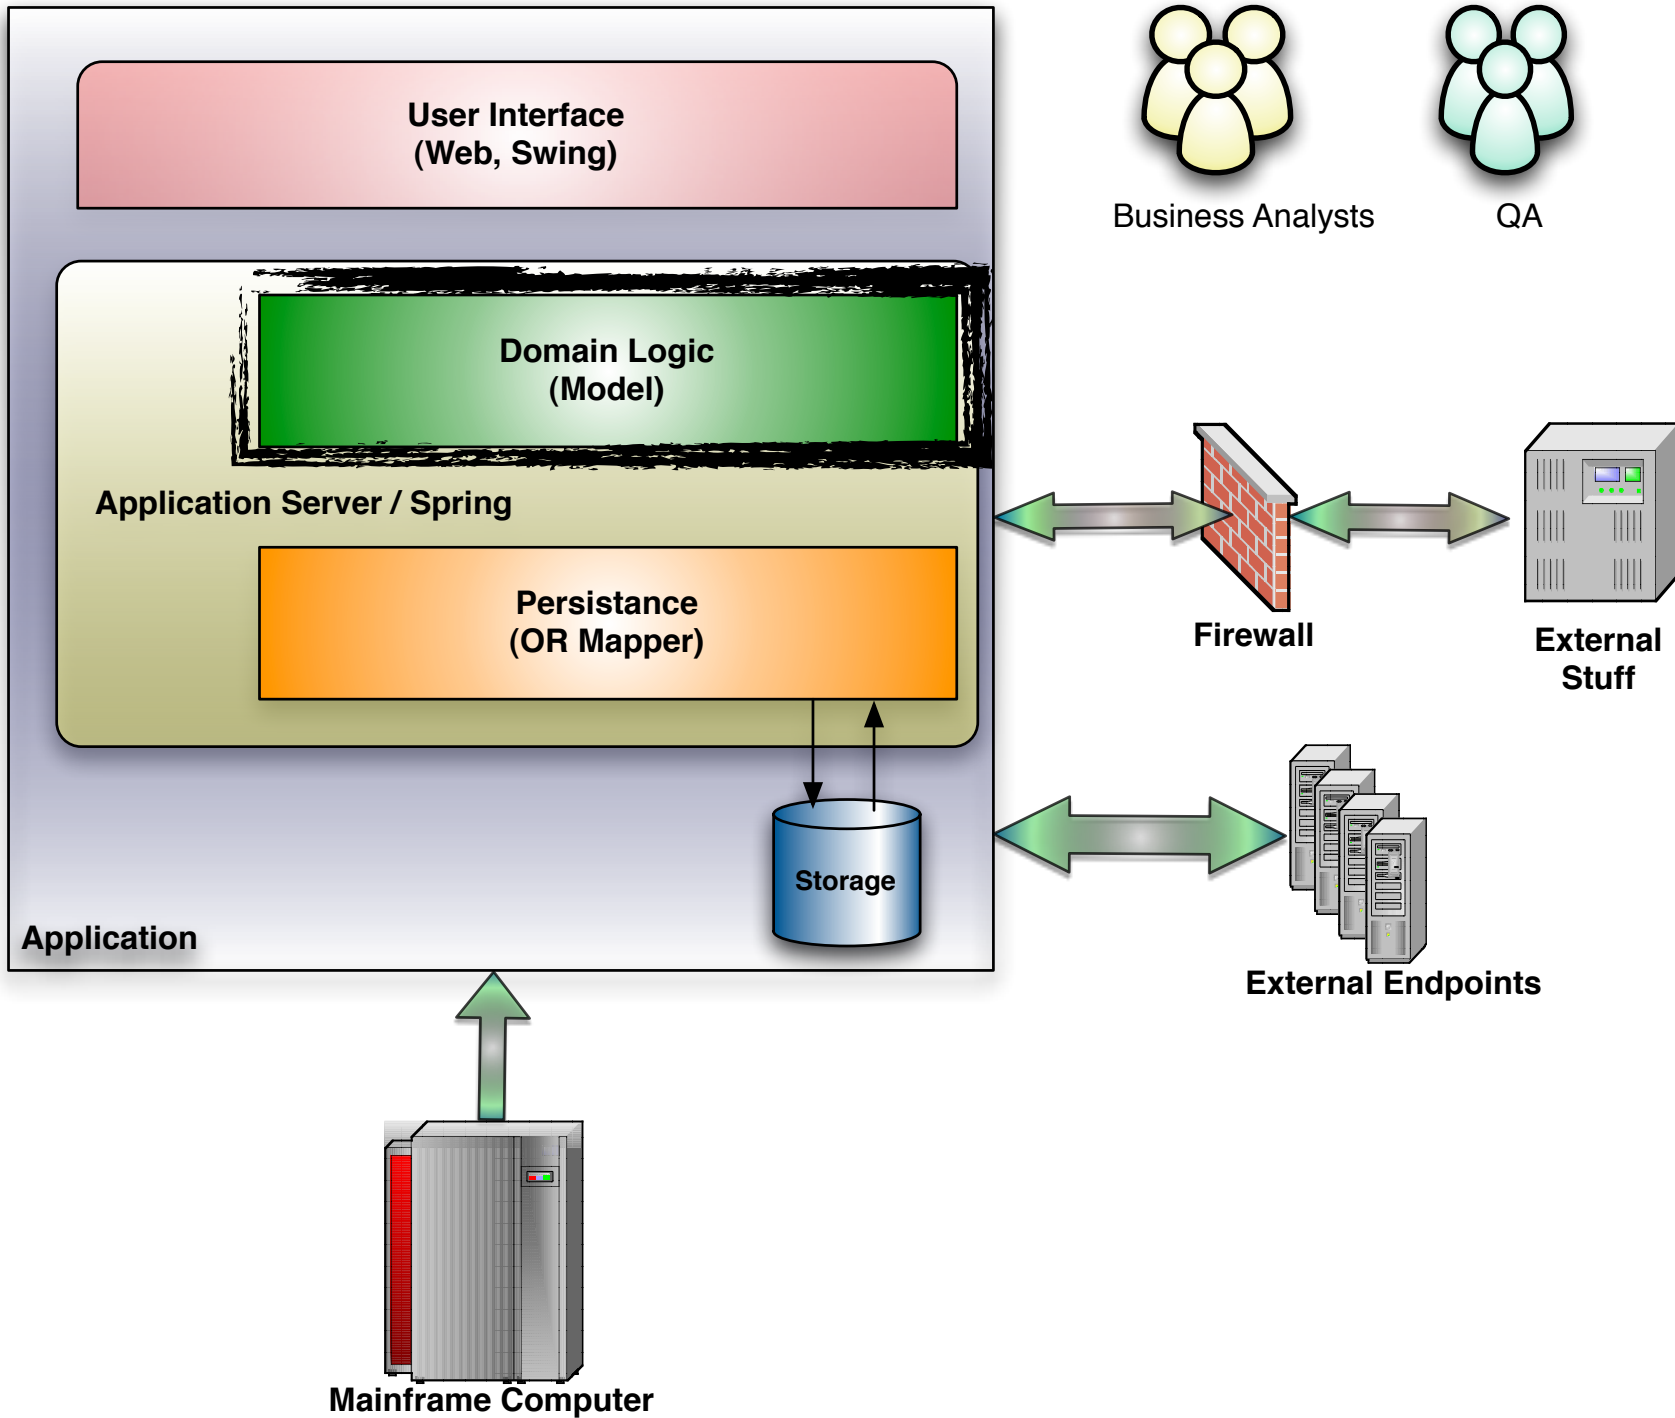 User Interface
(Web, Swing)
Business Analysts
QA
Domain Logic
(Model)
Application Server / Spring
Persistance
(OR Mapper)
Firewall
External
Stuff
Storage
Application
External Endpoints
Mainframe Computer